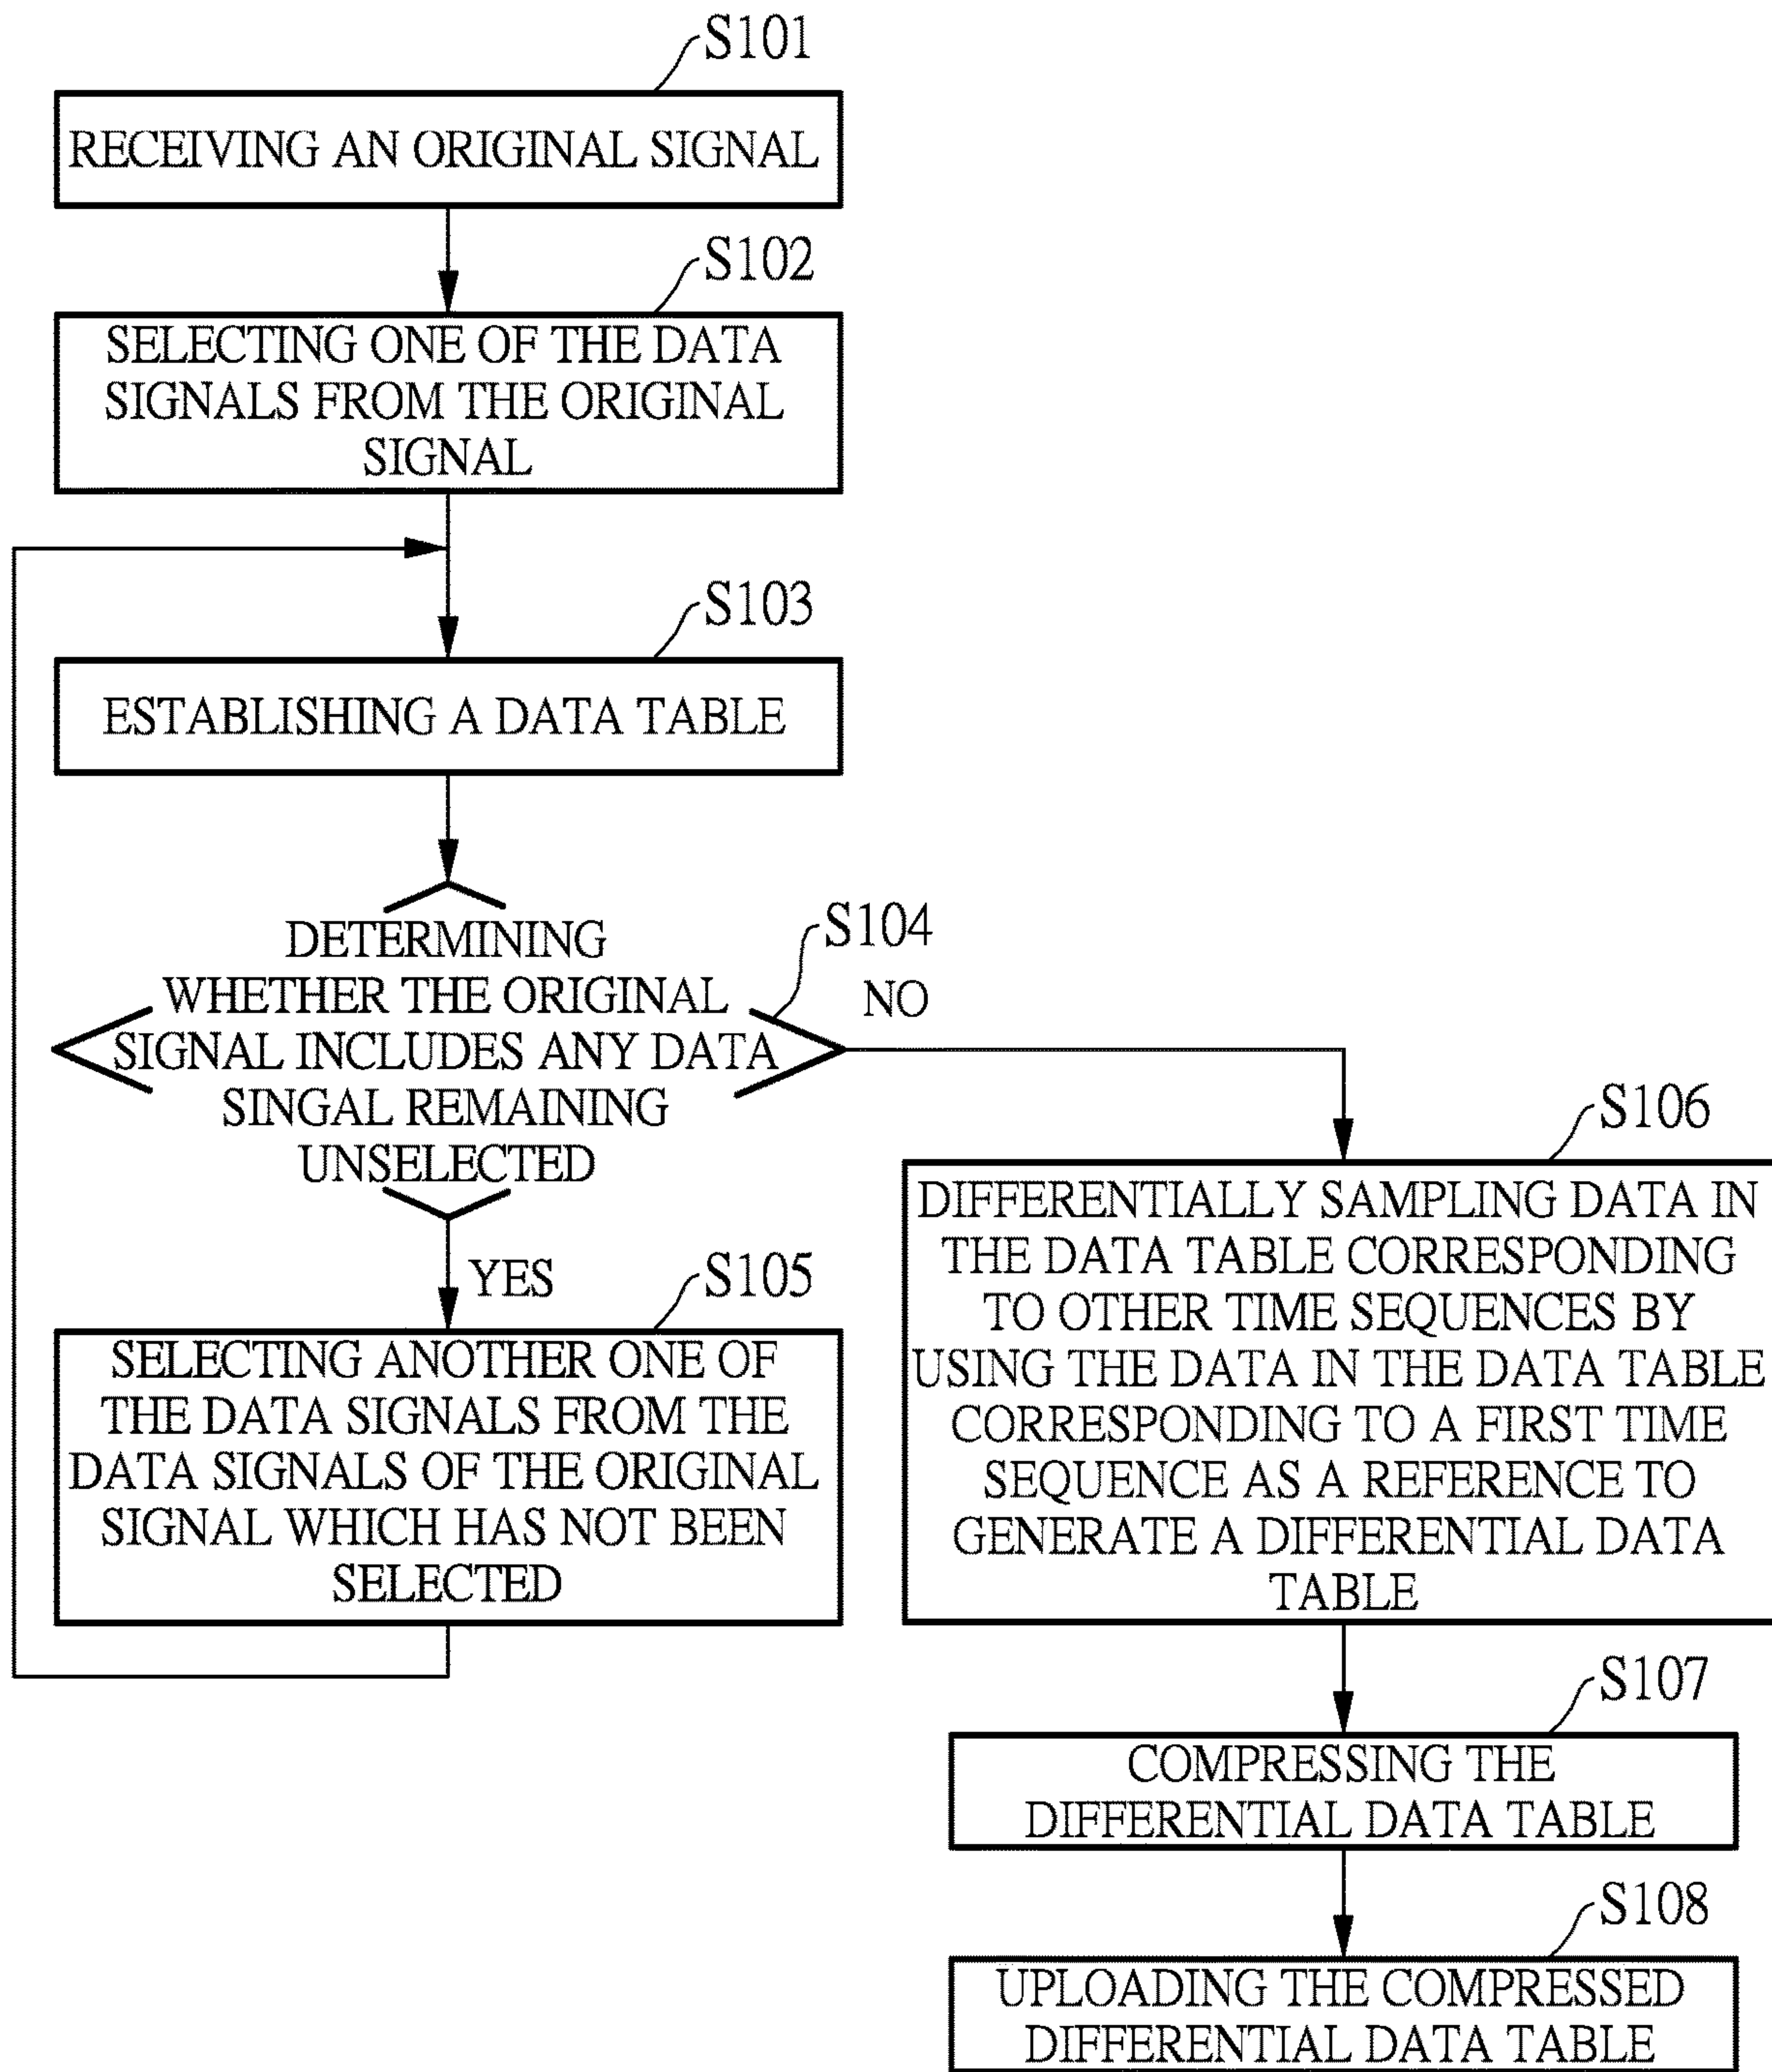 S101
RECEIVING AN ORIGINAL SIGNAL
S102
SELECTING ONE OF THE DATA
SIGNALS FROM THE ORIGINAL
SIGNAL
S103
ESTABLISHING A DATA TABLE
S104
DETERMINING
WHETHER THE ORIGINAL
SIGNAL INCLUDES ANY DATA
SINGAL REMAINING
UNSELECTED
NO
YES
S105
SELECTING ANOTHER ONE OF
THE DATA SIGNALS FROM THE
DATA SIGNALS OF THE ORIGINAL
SIGNAL WHICH HAS NOT BEEN
SELECTED
S106
DIFFERENTIALLY SAMPLING DATA IN
THE DATA TABLE CORRESPONDING
TO OTHER TIME SEQUENCES BY
USING THE DATA IN THE DATA TABLE
CORRESPONDING TO A FIRST TIME
SEQUENCE AS A REFERENCE TO
GENERATE A DIFFERENTIAL DATA
TABLE
S107
COMPRESSING THE
DIFFERENTIAL DATA TABLE
S108
UPLOADING THE COMPRESSED
DIFFERENTIAL DATA TABLE